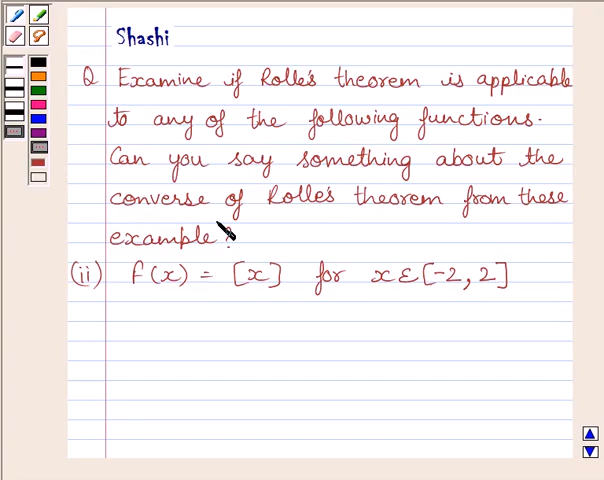 Shashi
Q Examine if Rolle's theorem is applicable
to any of the following functions.
Can you say something about the
converse of Rolle's theorem from these
example?
(ii) f(x) = [x] for x ε [-2, 2]